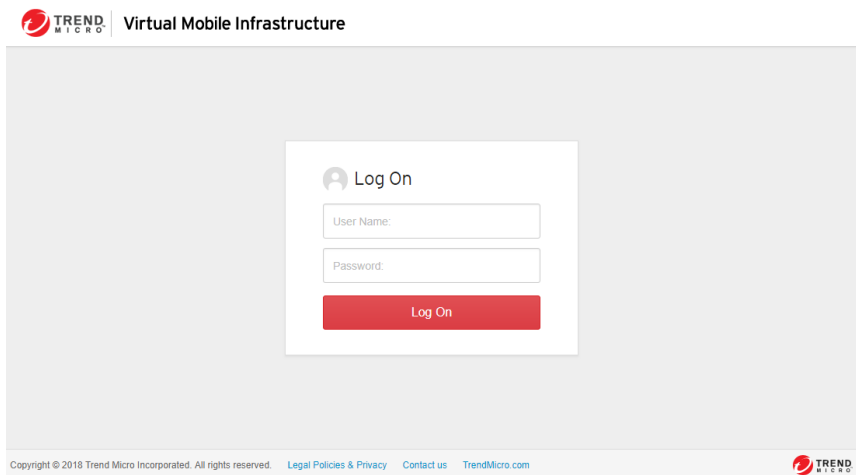 TREND MICRO Virtual Mobile Infrastructure
Log On
User Name:
Password:
Log On
Copyright © 2018 Trend Micro Incorporated. All rights reserved. Legal Policies & Privacy Contact us TrendMicro.com TREND MICRO